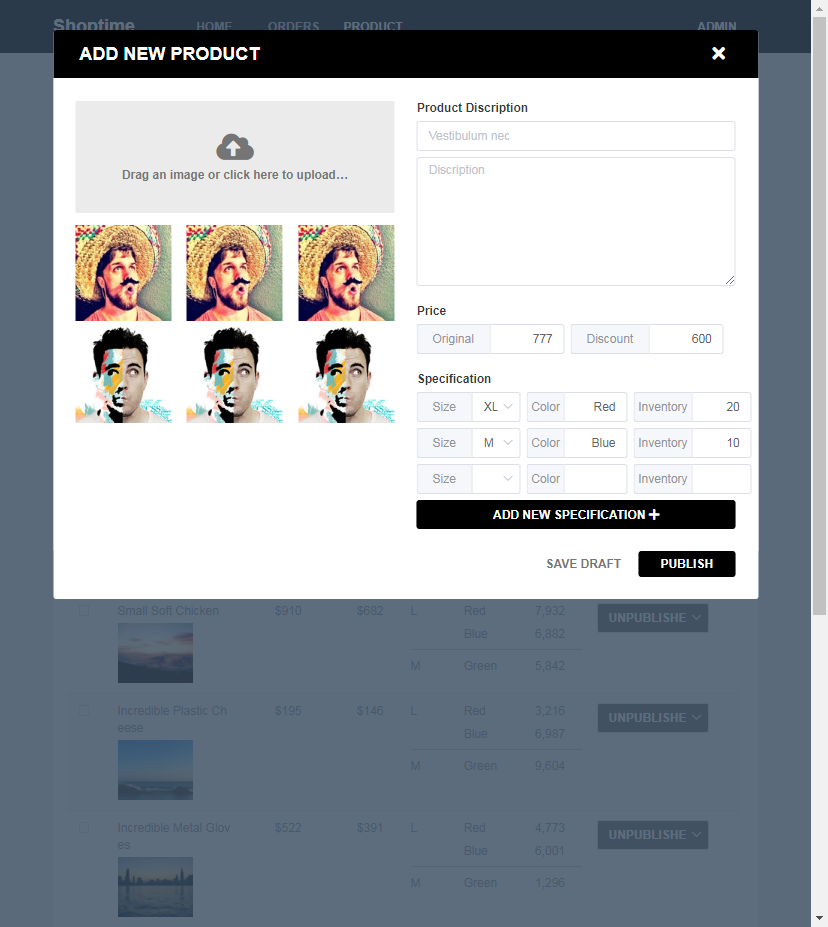 Shoptime HOME ORDERS PRODUCT ADMIN
ADD NEW PRODUCT
Drag an image or click here to upload...
Product Discription
Vestibulum nec
Discription
Price
Original 777 Discount 600
Specification
Size XL Color Red Inventory 20
Size M Color Blue Inventory 10
Size Color Inventory
ADD NEW SPECIFICATION
SAVE DRAFT PUBLISH
Small Soft Chicken $910 $682 L Red 7,932 UNPUBLISHE
Blue 6,882
M Green 5,842
Incredible Plastic Ch $195 $146 L Red 3,216 UNPUBLISHE
eese
Blue 6,987
M Green 9,604
Incredible Metal Glov $522 $391 L Red 4,773 UNPUBLISHE
es
Blue 6,001
M Green 1,296